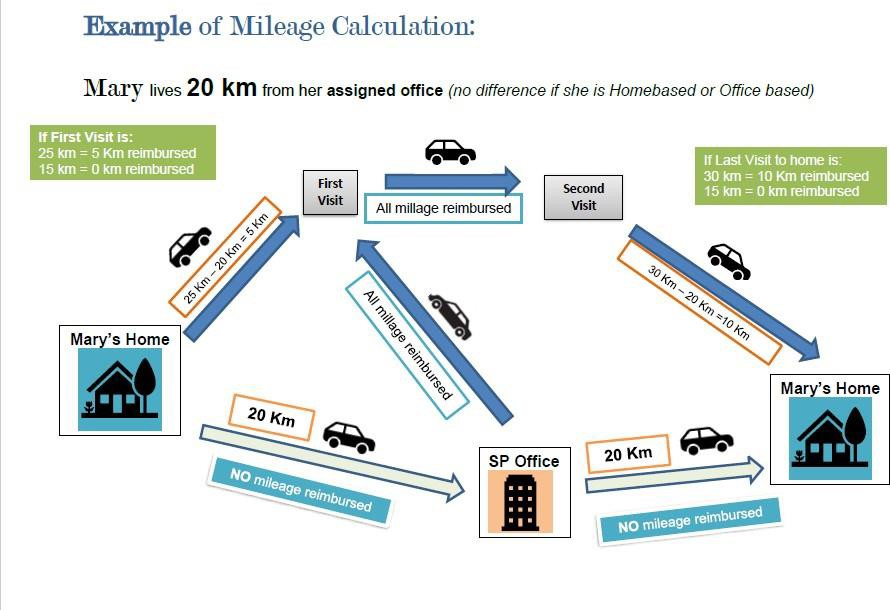 Example of Mileage Calculation:
Mary lives 20 km from her assigned office (no difference if she is Homebased or Office based)
If First Visit is:
25 km = 5 Km reimbursed
15 km = 0 km reimbursed
First
Visit
All millage reimbursed
Second
Visit
If Last Visit to home is:
30 km = 10 Km reimbursed
15 km = 0 km reimbursed
25 Km – 20 Km = 5 Km
All millage reimbursed
30 Km – 20 Km =10 Km
Mary's Home
20 Km
NO mileage reimbursed
SP Office
20 Km
NO mileage reimbursed
Mary's Home